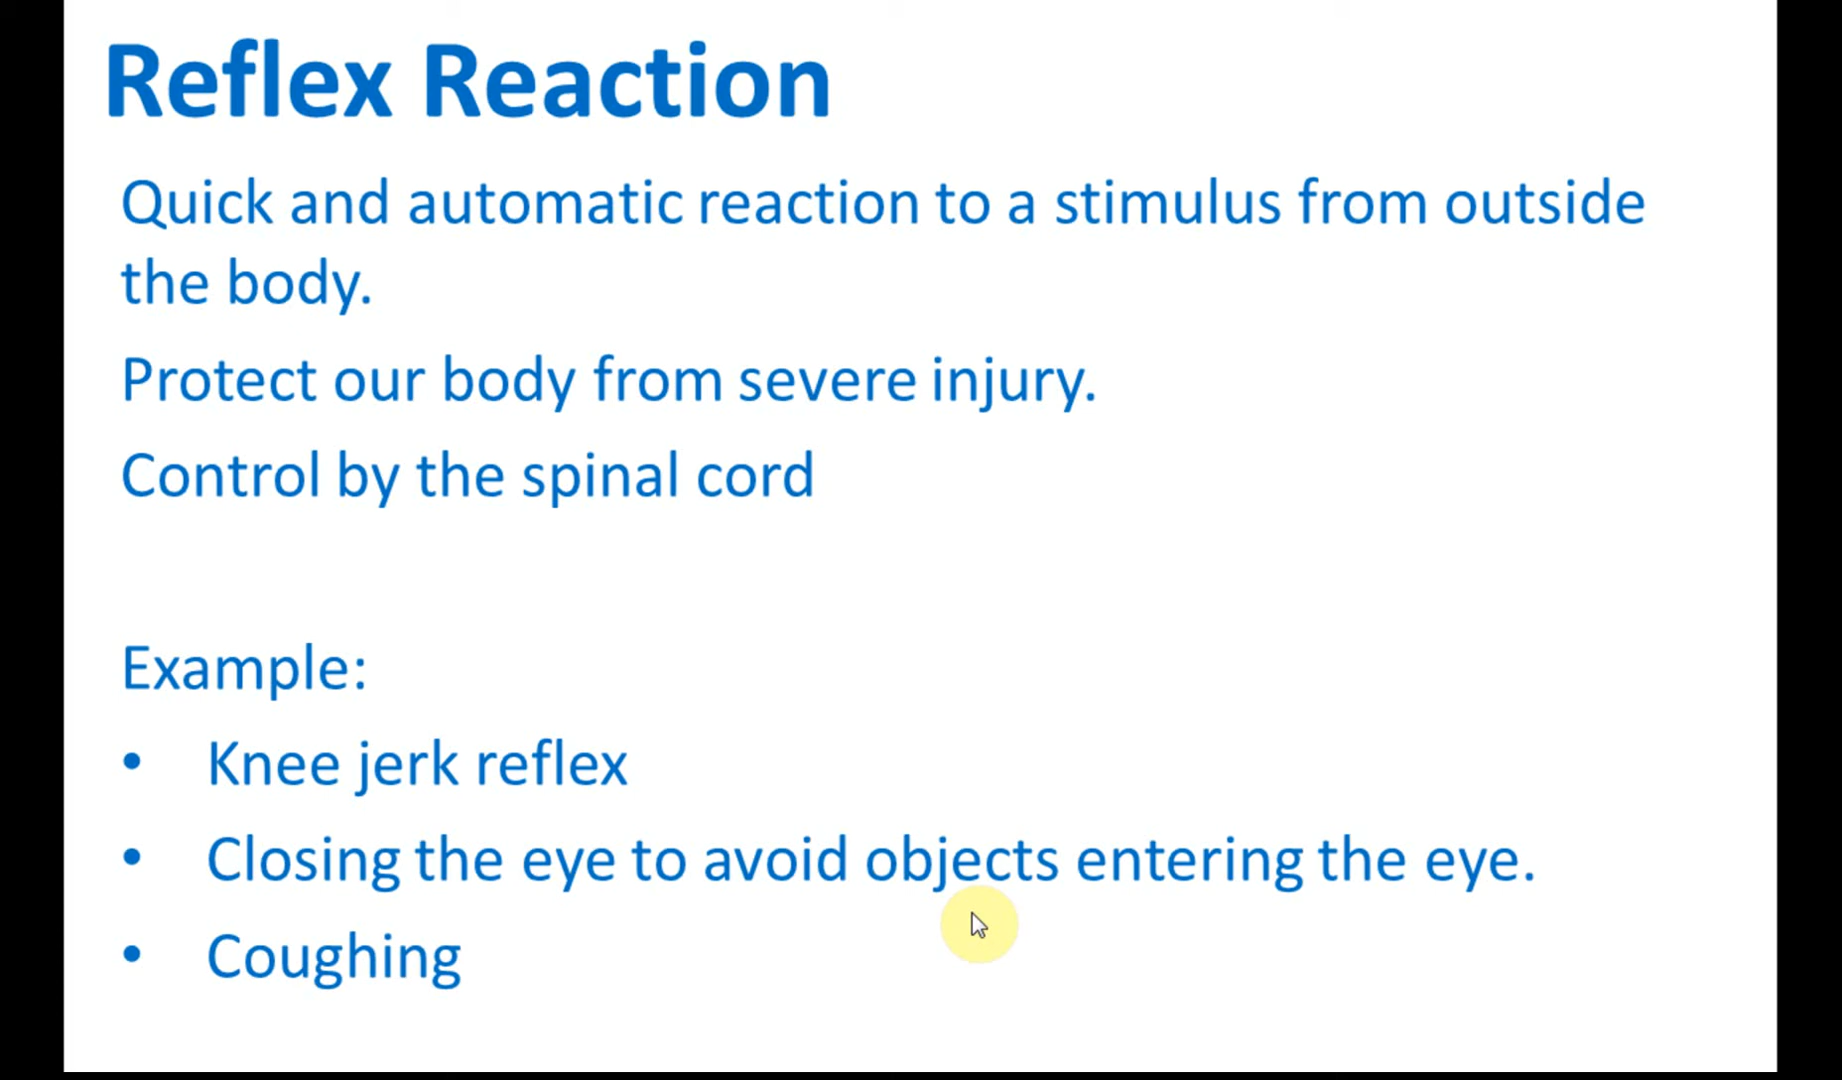 Reflex Reaction
Quick and automatic reaction to a stimulus from outside
the body.
Protect our body from severe injury.
Control by the spinal cord
Example:
• Knee jerk reflex
• Closing the eye to avoid objects entering the eye.
• Coughing